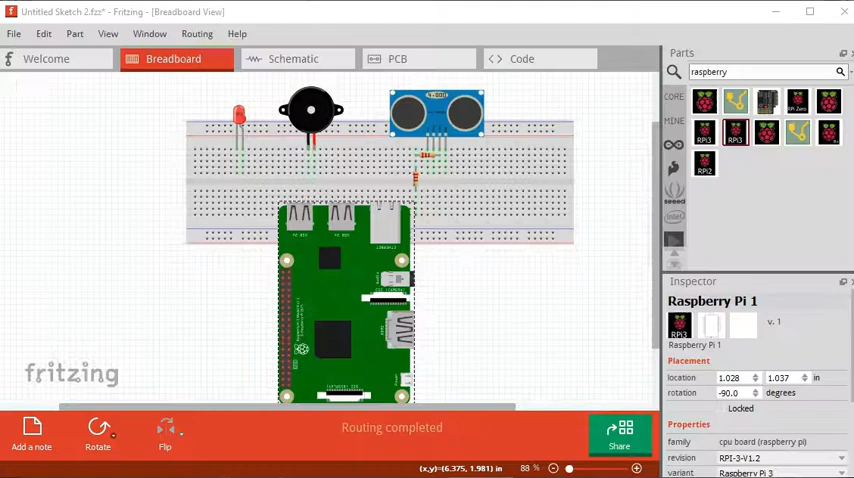 Untitled Sketch 2.fzz* - Fritzing - [Breadboard View]
File Edit Part View Window Routing Help
Welcome Breadboard Schematic PCB Code
Parts
raspberry
CORE
MINE
RPi Zero
RPi3 RPi3
RPi2
seeed
intel
Inspector
Raspberry Pi 1
RPi3
v. 1
Raspberry Pi 1
Placement
location 1.028 1.037 in
rotation -90.0 degrees
Locked
Properties
family cpu board (raspberry pi)
revision RPI-3-V1.2
variant Raspberry Pi 3
fritzing
Add a note
Rotate
Flip
Routing completed
Share
(x,y)=(6.375, 1.981) in 88 %